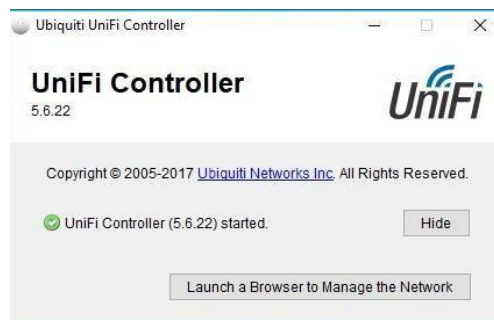 Ubiquiti UniFi Controller
UniFi Controller
5.6.22
UniFi
Copyright © 2005-2017 Ubiquiti Networks Inc. All Rights Reserved.
UniFi Controller (5.6.22) started.
Hide
Launch a Browser to Manage the Network